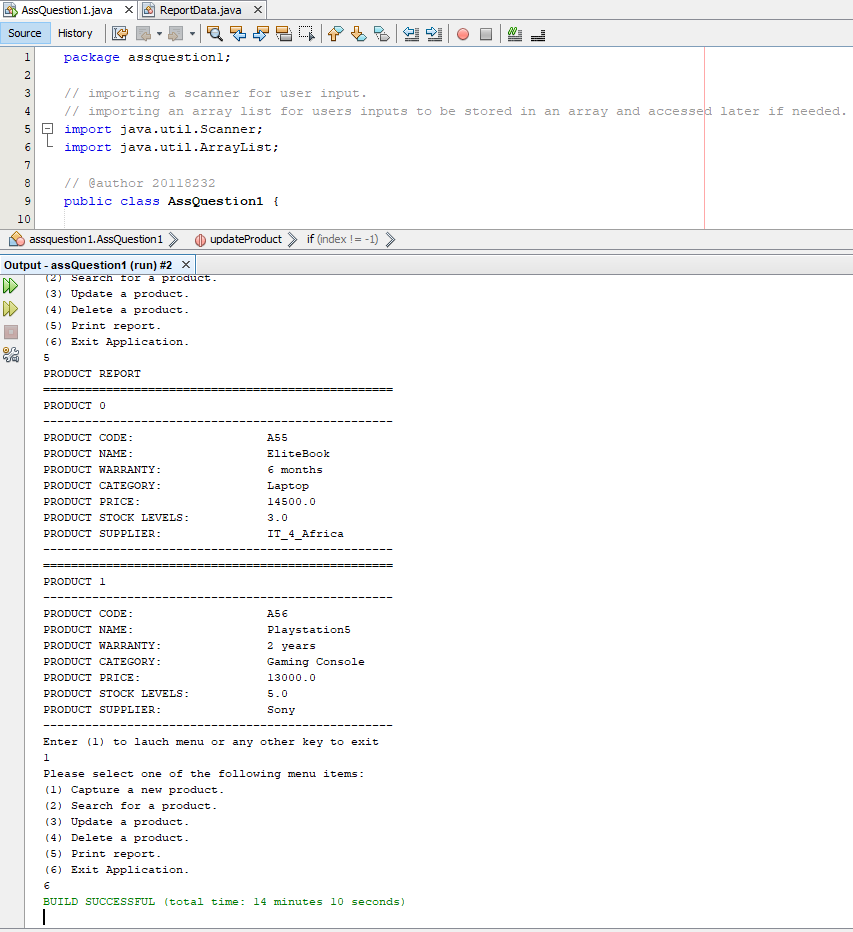 AssQuestion1.java × ReportData.java ×
Source History
1 package assquestion1;
2
3 // importing a scanner for user input.
4 // importing an array list for users inputs to be stored in an array and accessed later if needed.
5 import java.util.Scanner;
6 import java.util.ArrayList;
7
8 // @author 20118232
9 public class AssQuestion1 {
10
assquestion1.AssQuestion1 updateProduct if (index != -1)
Output - assQuestion1 (run) #2 ×
(2) Search for a product.
(3) Update a product.
(4) Delete a product.
(5) Print report.
(6) Exit Application.
5
PRODUCT REPORT
==================================================
PRODUCT 0
--------------------------------------------------
PRODUCT CODE: A55
PRODUCT NAME: EliteBook
PRODUCT WARRANTY: 6 months
PRODUCT CATEGORY: Laptop
PRODUCT PRICE: 14500.0
PRODUCT STOCK LEVELS: 3.0
PRODUCT SUPPLIER: IT_4_Africa
--------------------------------------------------
==================================================
PRODUCT 1
--------------------------------------------------
PRODUCT CODE: A56
PRODUCT NAME: Playstation5
PRODUCT WARRANTY: 2 years
PRODUCT CATEGORY: Gaming Console
PRODUCT PRICE: 13000.0
PRODUCT STOCK LEVELS: 5.0
PRODUCT SUPPLIER: Sony
--------------------------------------------------
Enter (1) to lauch menu or any other key to exit
1
Please select one of the following menu items:
(1) Capture a new product.
(2) Search for a product.
(3) Update a product.
(4) Delete a product.
(5) Print report.
(6) Exit Application.
6
BUILD SUCCESSFUL (total time: 14 minutes 10 seconds)